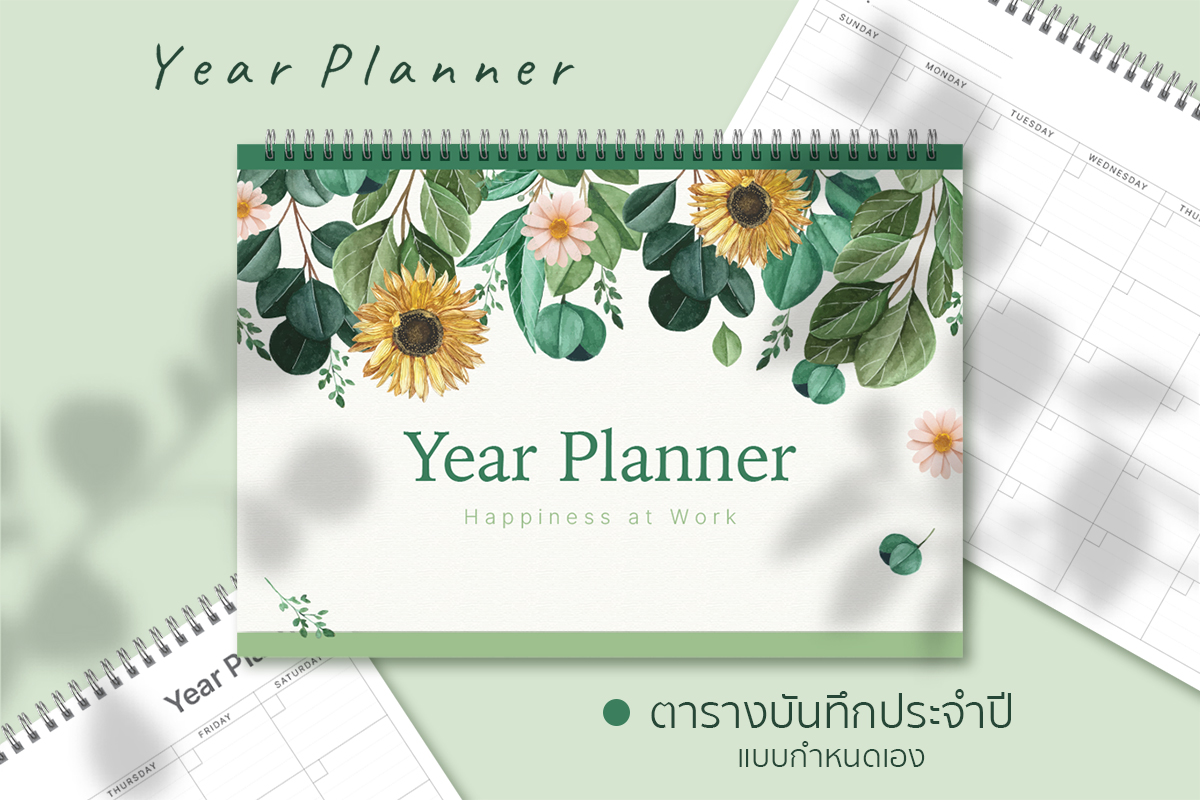 Year Planner
SUNDAY
MONDAY
TUESDAY
WEDNESDAY
Year Planner
Happiness at Work
THURSDAY
FRIDAY
SATURDAY
ตารางบันทึกประจำปี
แบบกำหนดเอง